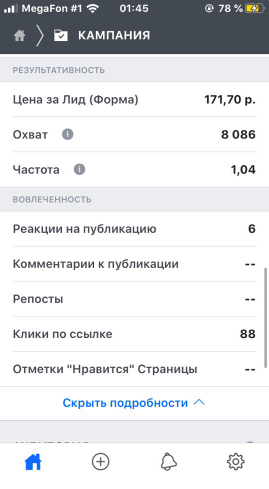 MegaFon #1 01:45 78 %
КАМПАНИЯ
РЕЗУЛЬТАТИВНОСТЬ
Цена за Лид (Форма) 171,70 р.
Охват 8 086
Частота 1,04
ВОВЛЕЧЕННОСТЬ
Реакции на публикацию 6
Комментарии к публикации --
Репосты --
Клики по ссылке 88
Отметки "Нравится" Страницы --
Скрыть подробности